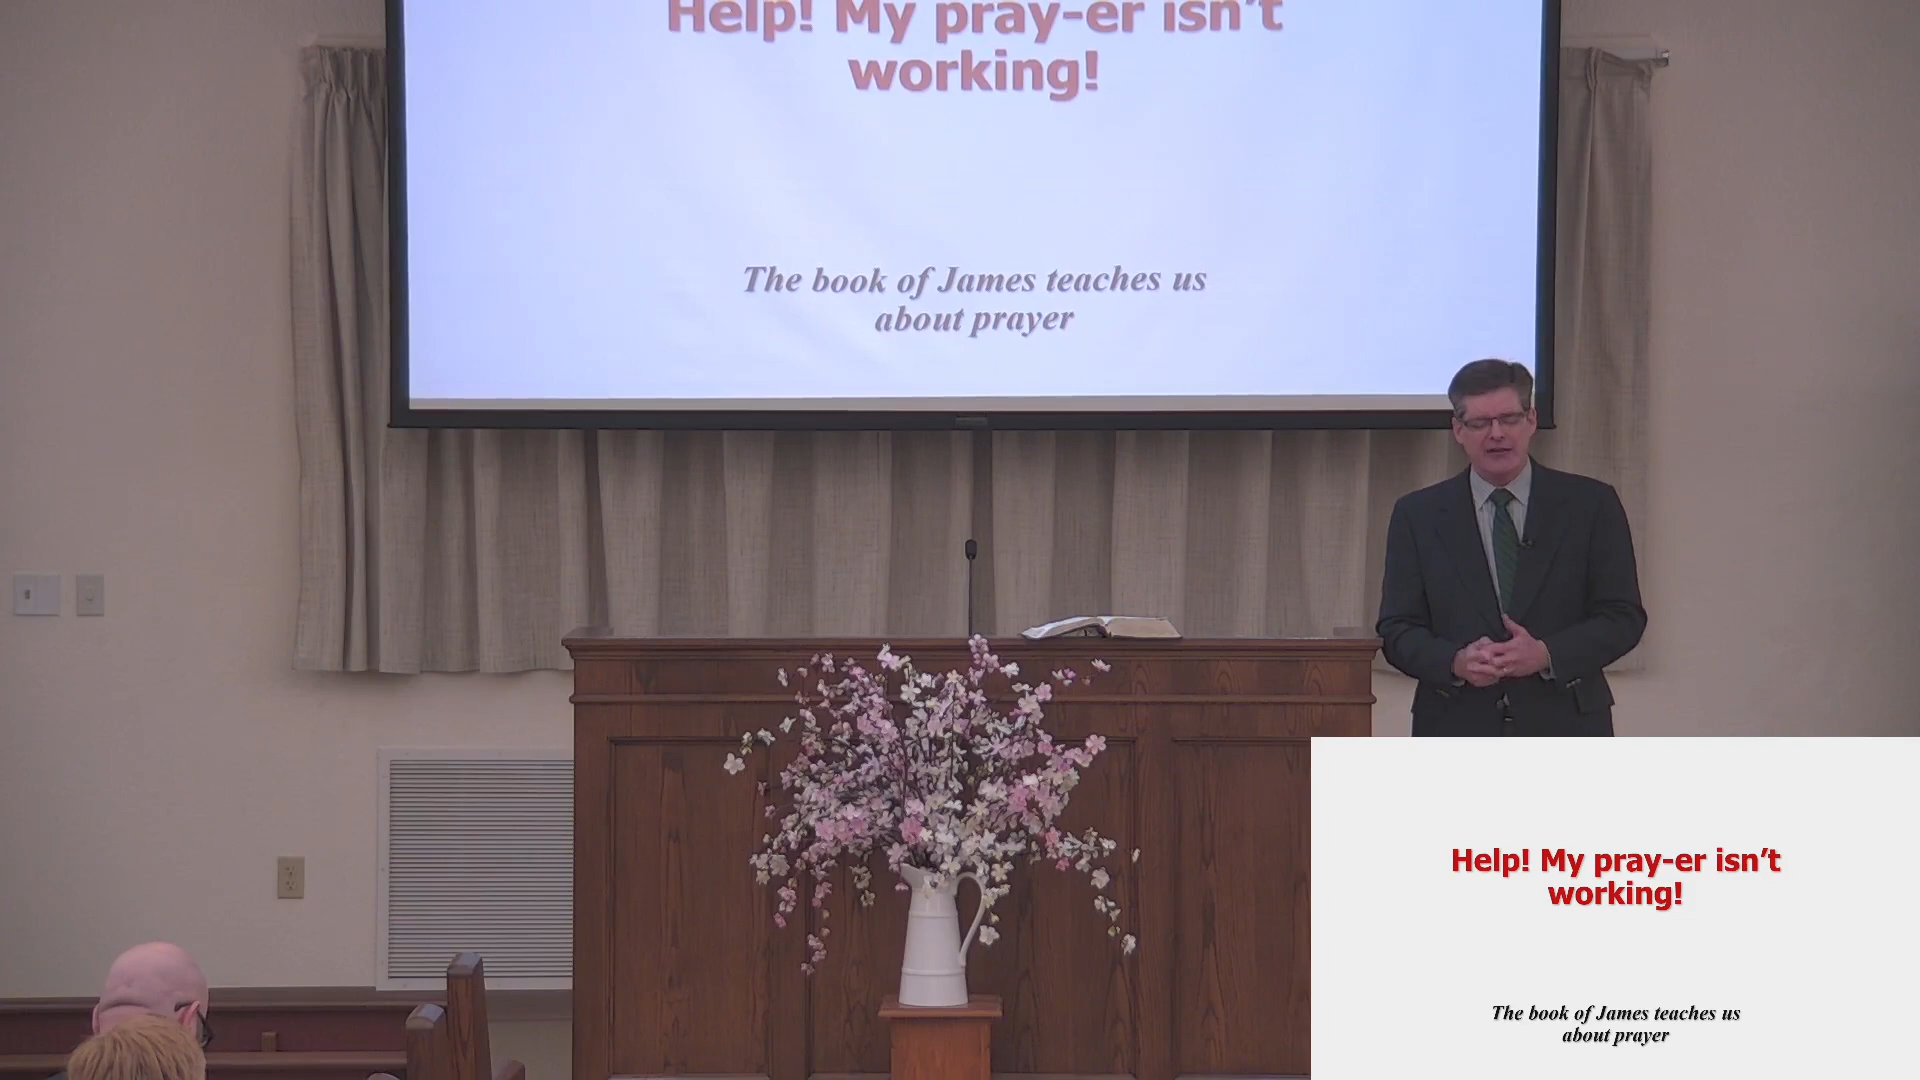 Help! My pray-er isn't
working!
The book of James teaches us
about prayer
Help! My pray-er isn’t
working!
The book of James teaches us
about prayer